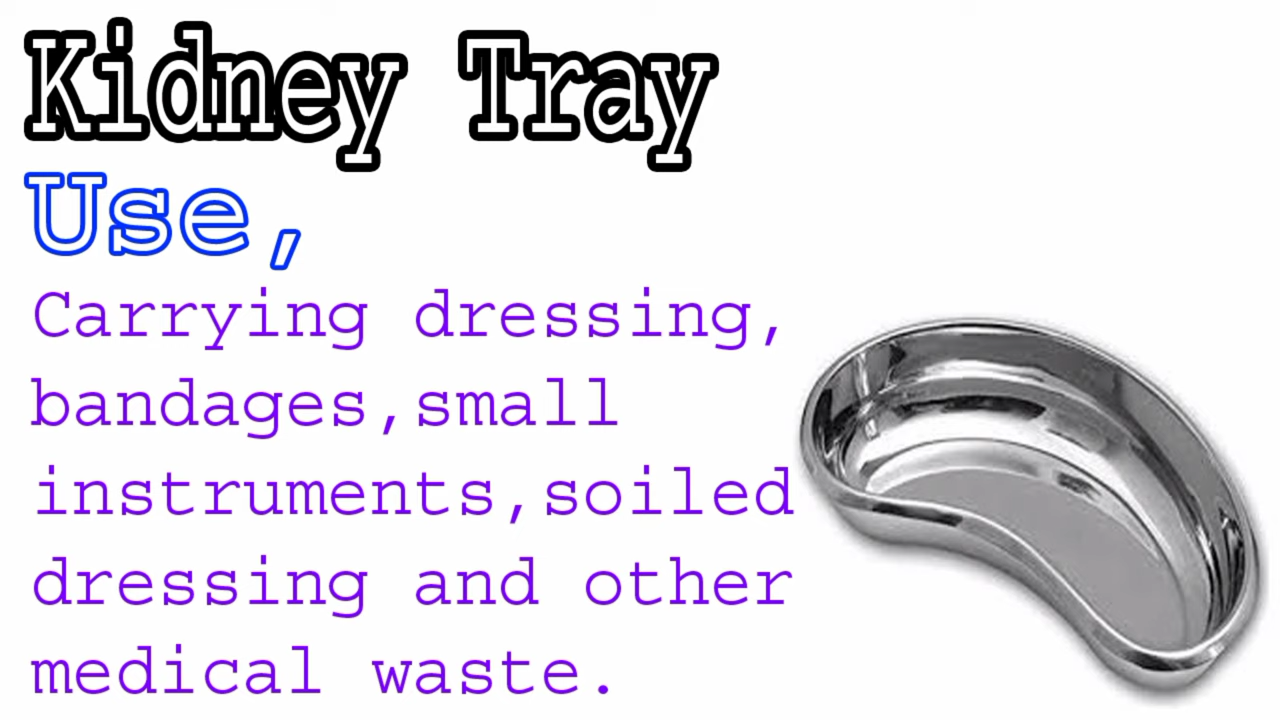 Kidney Tray
Use,
Carrying dressing,
bandages,small
instruments,soiled
dressing and other
medical waste.